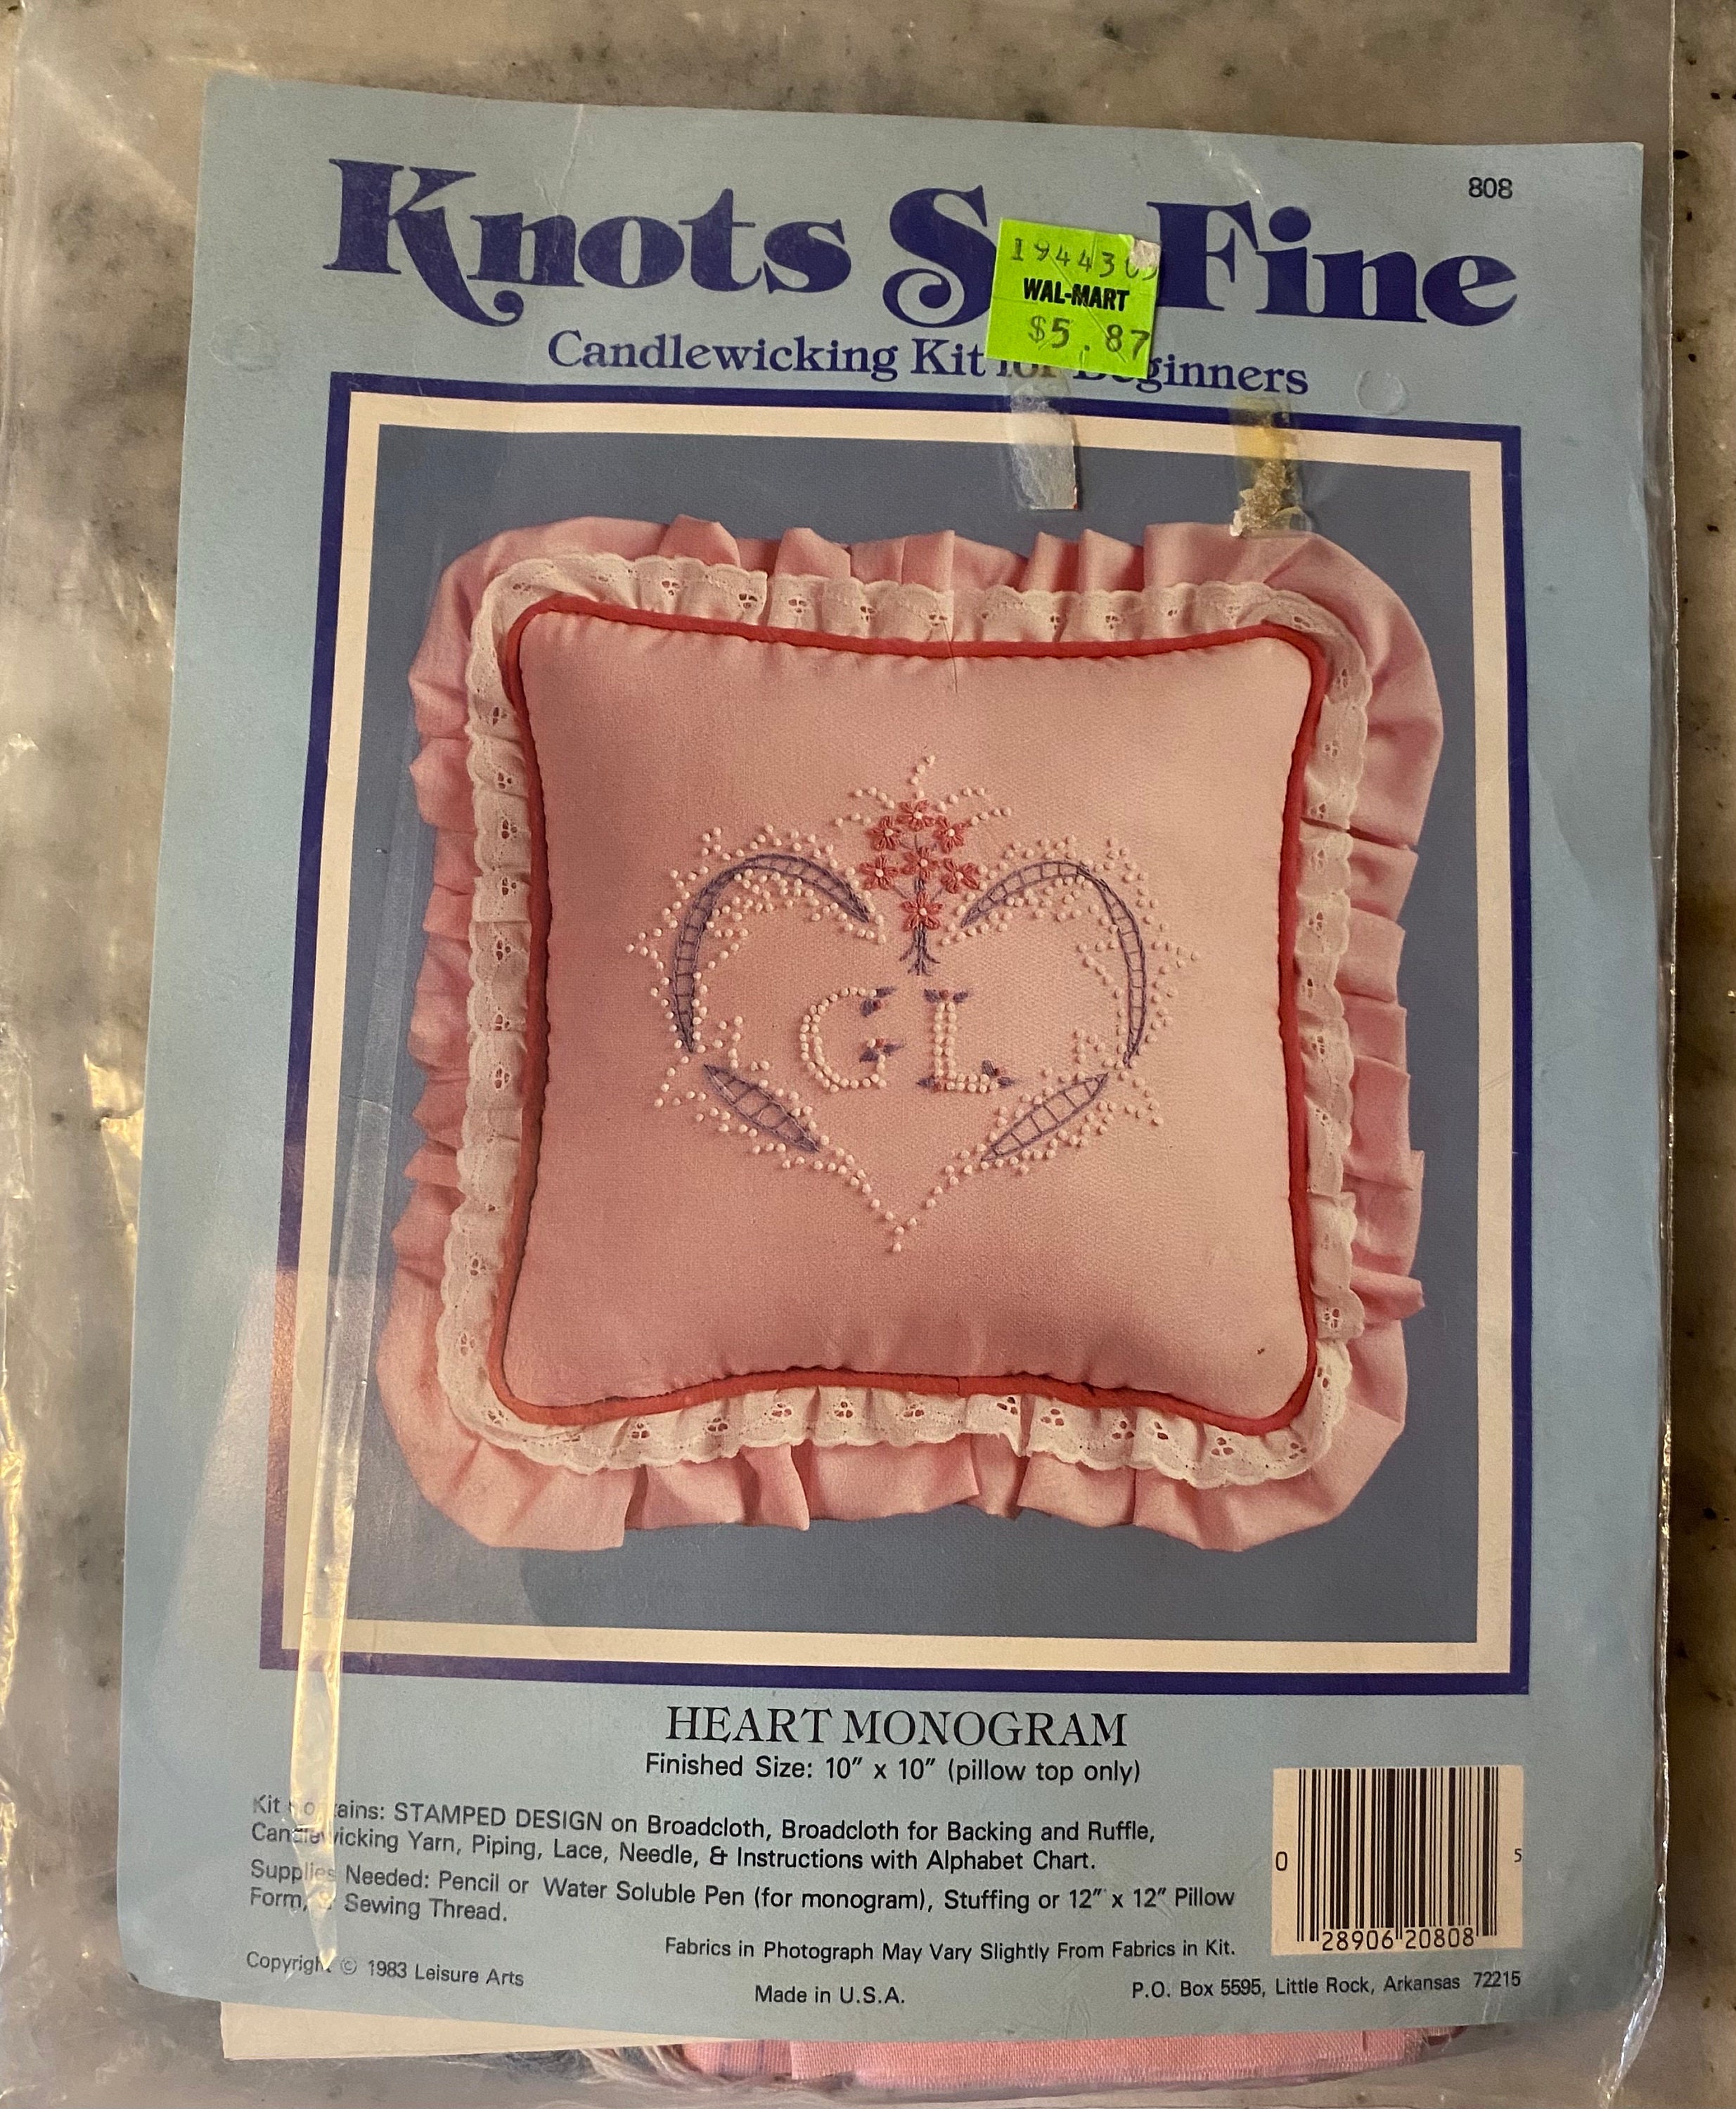 808
Knots S Fine
1944303
WAL-MART
$5.87
Candlewicking Kit for Beginners
GL
HEART MONOGRAM
Finished Size: 10" x 10" (pillow top only)
Kit Contains: STAMPED DESIGN on Broadcloth, Broadcloth for Backing and Ruffle,
Candlewicking Yarn, Piping, Lace, Needle, & Instructions with Alphabet Chart.
Supplies Needed: Pencil or Water Soluble Pen (for monogram), Stuffing or 12" x 12" Pillow
Form, & Sewing Thread.
Fabrics in Photograph May Vary Slightly From Fabrics in Kit.
Copyright © 1983 Leisure Arts
Made in U.S.A.
P.O. Box 5595, Little Rock, Arkansas 72215
0 28906 20808 5